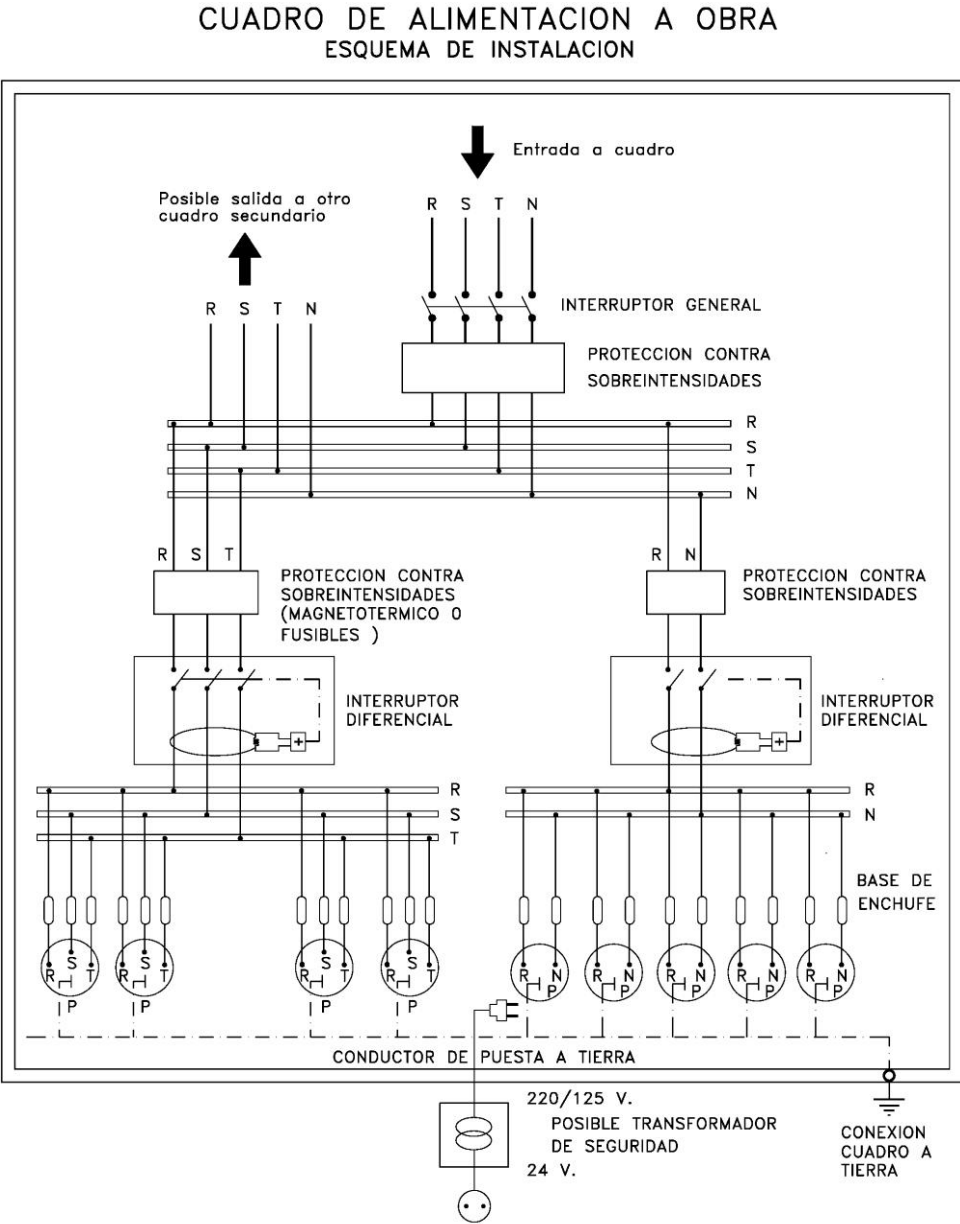 CUADRO DE ALIMENTACION A OBRA
ESQUEMA DE INSTALACION
Entrada a cuadro
Posible salida a otro
cuadro secundario
R S T N
R S T N
INTERRUPTOR GENERAL
PROTECCION CONTRA
SOBREINTENSIDADES
R
S
T
N
R S T
R N
PROTECCION CONTRA
SOBREINTENSIDADES
(MAGNETOTERMICO O
FUSIBLES )
PROTECCION CONTRA
SOBREINTENSIDADES
INTERRUPTOR
DIFERENCIAL
+
INTERRUPTOR
DIFERENCIAL
+
R
S
T
R
N
BASE DE
ENCHUFE
R S T P
R S T P
R S T P
R S T P
R N P
R N P
R N P
R N P
R N P
CONDUCTOR DE PUESTA A TIERRA
220/125 V.
POSIBLE TRANSFORMADOR
DE SEGURIDAD
24 V.
CONEXION
CUADRO A
TIERRA